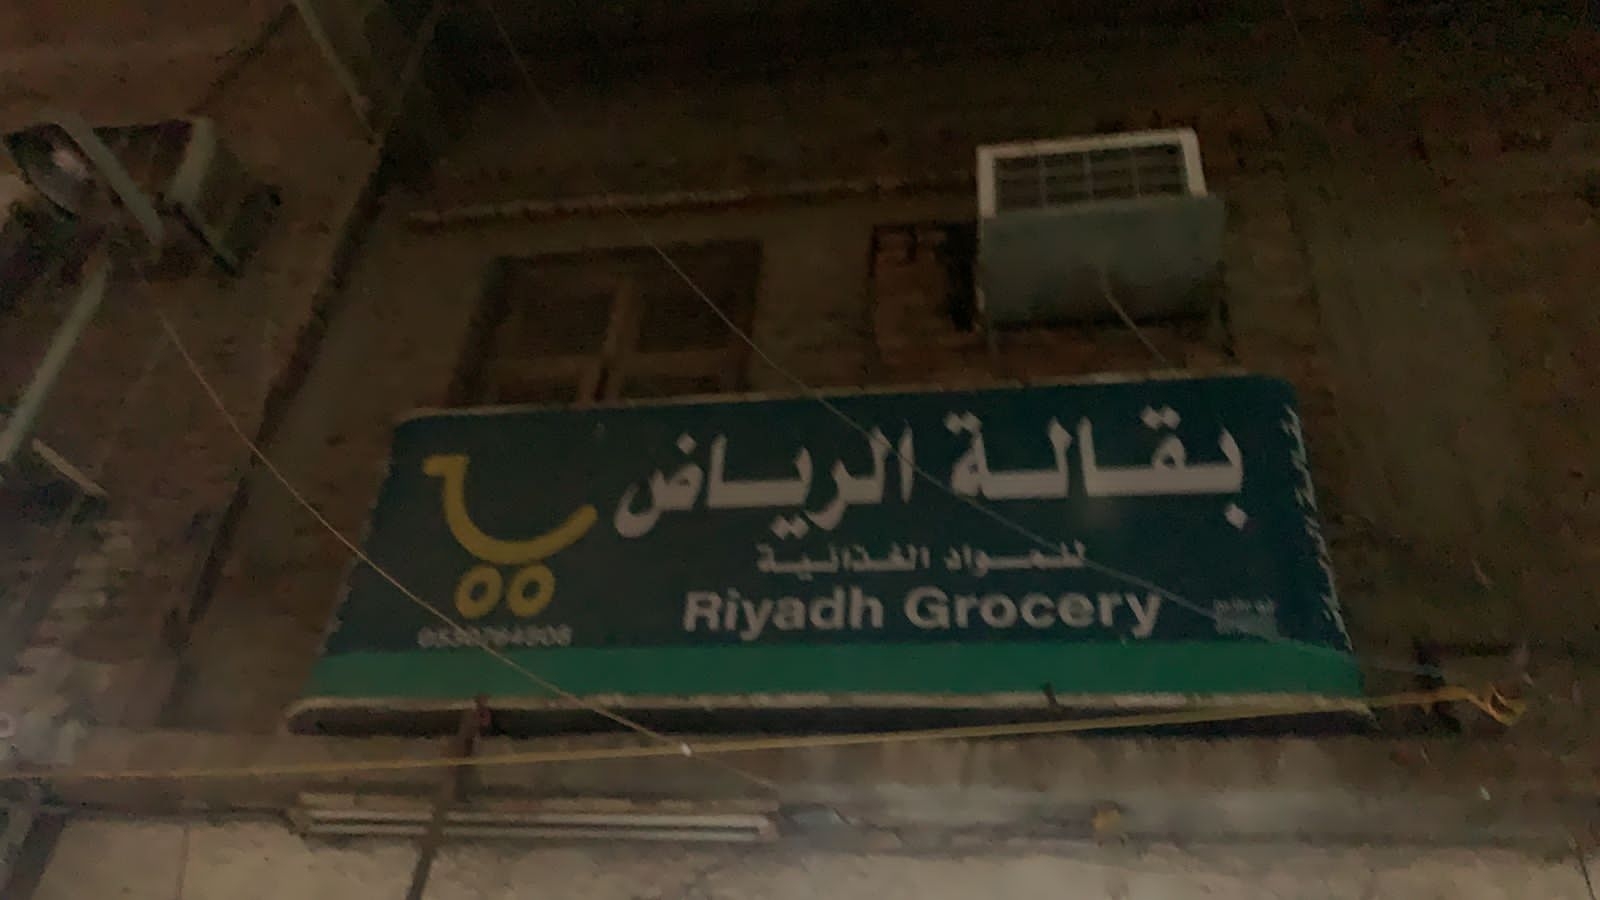 بقالة الرياض
للمواد الغذائية
Riyadh Grocery